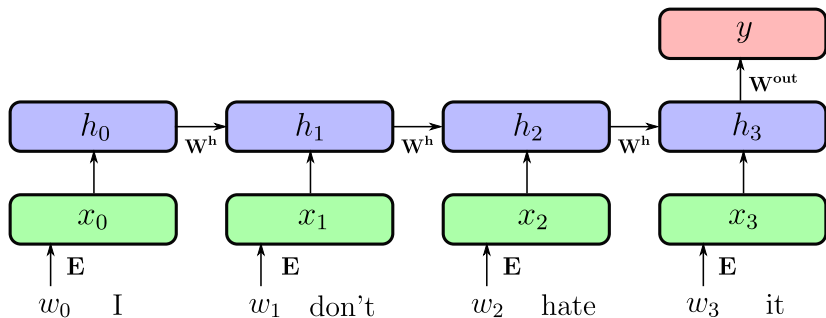 y
W^out
h_0 h_1 h_2 h_3
W^h W^h W^h
x_0 x_1 x_2 x_3
E E E E
w_0 I w_1 don't w_2 hate w_3 it